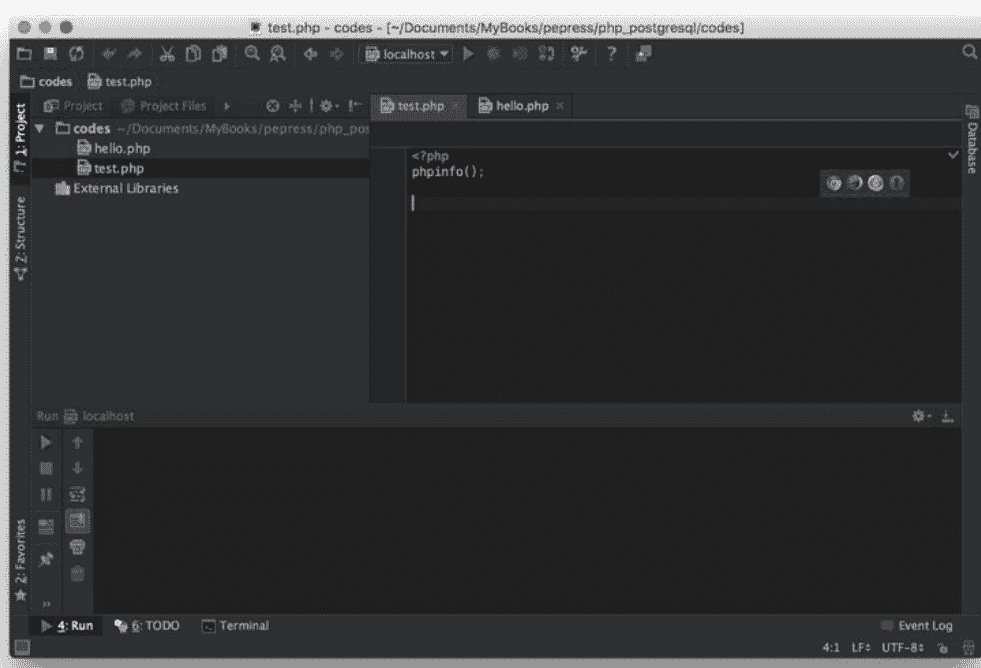 test.php - codes - [~/Documents/MyBooks/pepress/php_postgresql/codes]
localhost
codes test.php
1: Project
Project Project Files
test.php hello.php
codes ~/Documents/MyBooks/pepress/php_pos
hello.php
test.php
External Libraries
<?php
phpinfo();
Database
Z: Structure
Run localhost
2: Favorites
4: Run 6: TODO Terminal
Event Log
4:1 LF UTF-8